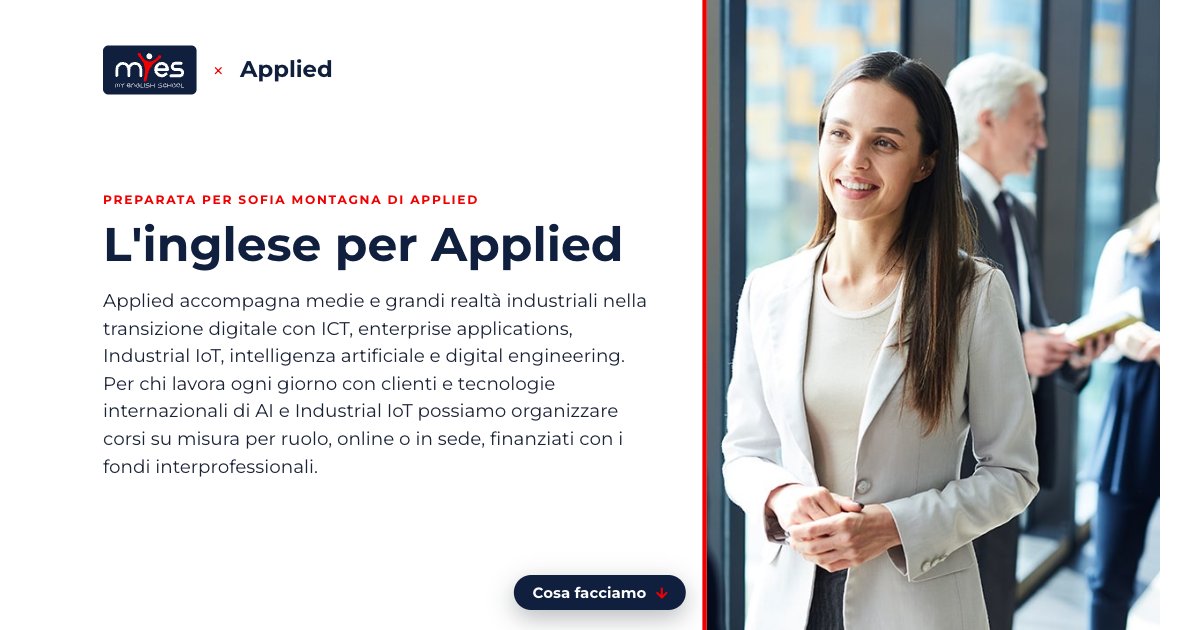 myes
MY ENGLISH SCHOOL
× Applied
PREPARATA PER SOFIA MONTAGNA DI APPLIED
L'inglese per Applied
Applied accompagna medie e grandi realtà industriali nella
transizione digitale con ICT, enterprise applications,
Industrial IoT, intelligenza artificiale e digital engineering.
Per chi lavora ogni giorno con clienti e tecnologie
internazionali di AI e Industrial IoT possiamo organizzare
corsi su misura per ruolo, online o in sede, finanziati con i
fondi interprofessionali.
Cosa facciamo ↓